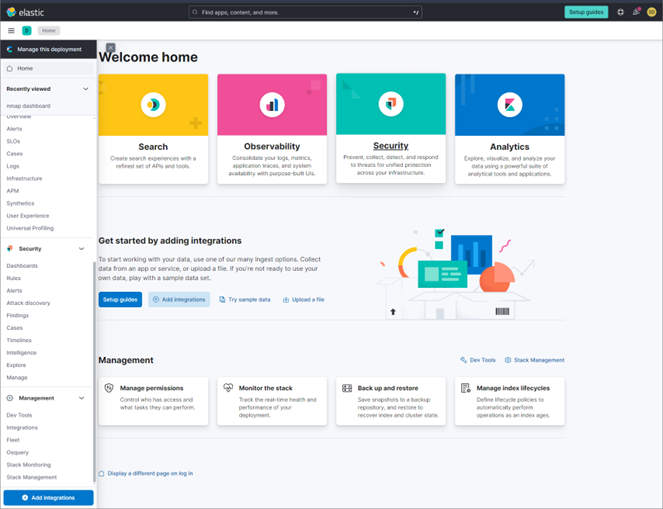 elastic
Find apps, content, and more.
Setup guides
Home
Manage this deployment
Home
Recently viewed
nmap dashboard
Overview
Alerts
SLOs
Cases
Logs
Infrastructure
APM
Synthetics
User Experience
Universal Profiling
Security
Dashboards
Rules
Alerts
Attack discovery
Findings
Cases
Timelines
Intelligence
Explore
Manage
Management
Dev Tools
Integrations
Fleet
Osquery
Stack Monitoring
Stack Management
Add integrations
Welcome home
Search
Create search experiences with a
refined set of APIs and tools.
Observability
Consolidate your logs, metrics,
application traces, and system
availability with purpose-built UIs.
Security
Prevent, collect, detect, and respond
to threats for unified protection
across your infrastructure.
Analytics
Explore, visualize, and analyze your
data using a powerful suite of
analytical tools and applications.
Get started by adding integrations
To start working with your data, use one of our many ingest options. Collect
data from an app or service, or upload a file. If you're not ready to use your
own data, play with a sample data set.
Setup guides
Add integrations
Try sample data
Upload a file
Management
Dev Tools
Stack Management
Manage permissions
Control who has access and
what tasks they can perform.
Monitor the stack
Track the real-time health and
performance of your
deployment.
Back up and restore
Save snapshots to a backup
repository, and restore to
recover index and cluster state.
Manage index lifecycles
Define lifecycle policies to
automatically perform
operations as an index ages.
Display a different page on log in